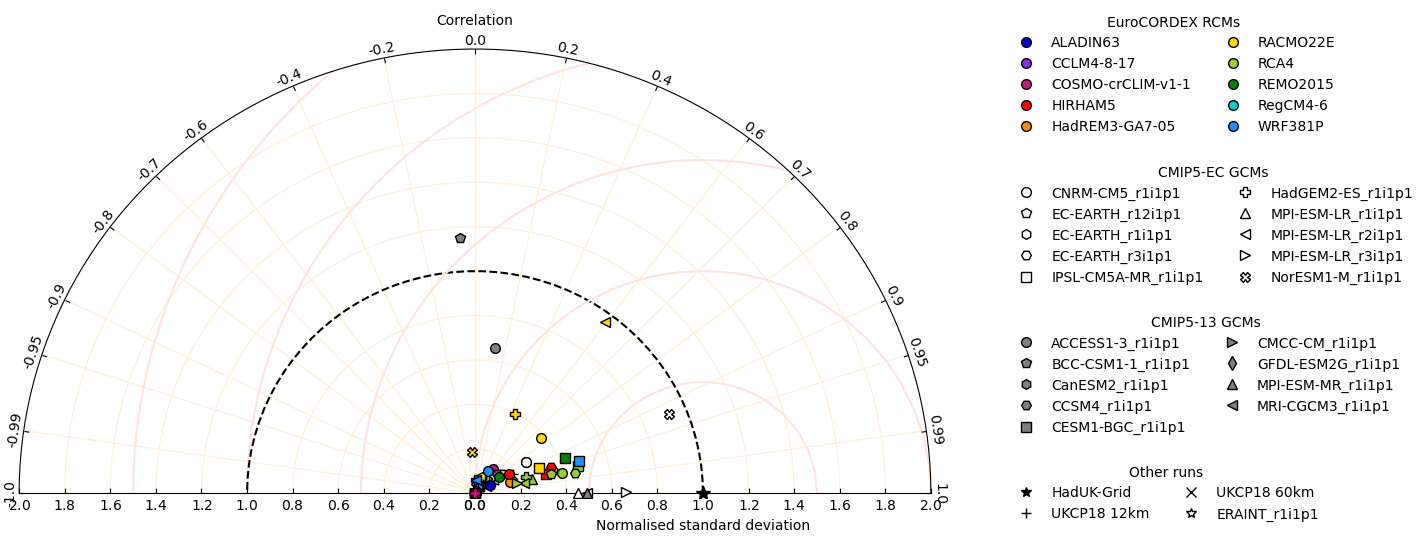 Correlation
-1.0
-0.99
-0.95
-0.9
-0.8
-0.7
-0.6
-0.4
-0.2
0.0
0.2
0.4
0.6
0.7
0.8
0.9
0.95
0.99
1.0
2.0 1.8 1.6 1.4 1.2 1.0 0.8 0.6 0.4 0.2 0.0 0.2 0.4 0.6 0.8 1.0 1.2 1.4 1.6 1.8 2.0
Normalised standard deviation
EuroCORDEX RCMs
ALADIN63 RACMO22E
CCLM4-8-17 RCA4
COSMO-crCLIM-v1-1 REMO2015
HIRHAM5 RegCM4-6
HadREM3-GA7-05 WRF381P
CMIP5-EC GCMs
CNRM-CM5_r1i1p1 HadGEM2-ES_r1i1p1
EC-EARTH_r12i1p1 MPI-ESM-LR_r1i1p1
EC-EARTH_r1i1p1 MPI-ESM-LR_r2i1p1
EC-EARTH_r3i1p1 MPI-ESM-LR_r3i1p1
IPSL-CM5A-MR_r1i1p1 NorESM1-M_r1i1p1
CMIP5-13 GCMs
ACCESS1-3_r1i1p1 CMCC-CM_r1i1p1
BCC-CSM1-1_r1i1p1 GFDL-ESM2G_r1i1p1
CanESM2_r1i1p1 MPI-ESM-MR_r1i1p1
CCSM4_r1i1p1 MRI-CGCM3_r1i1p1
CESM1-BGC_r1i1p1
Other runs
HadUK-Grid UKCP18 60km
UKCP18 12km ERAINT_r1i1p1